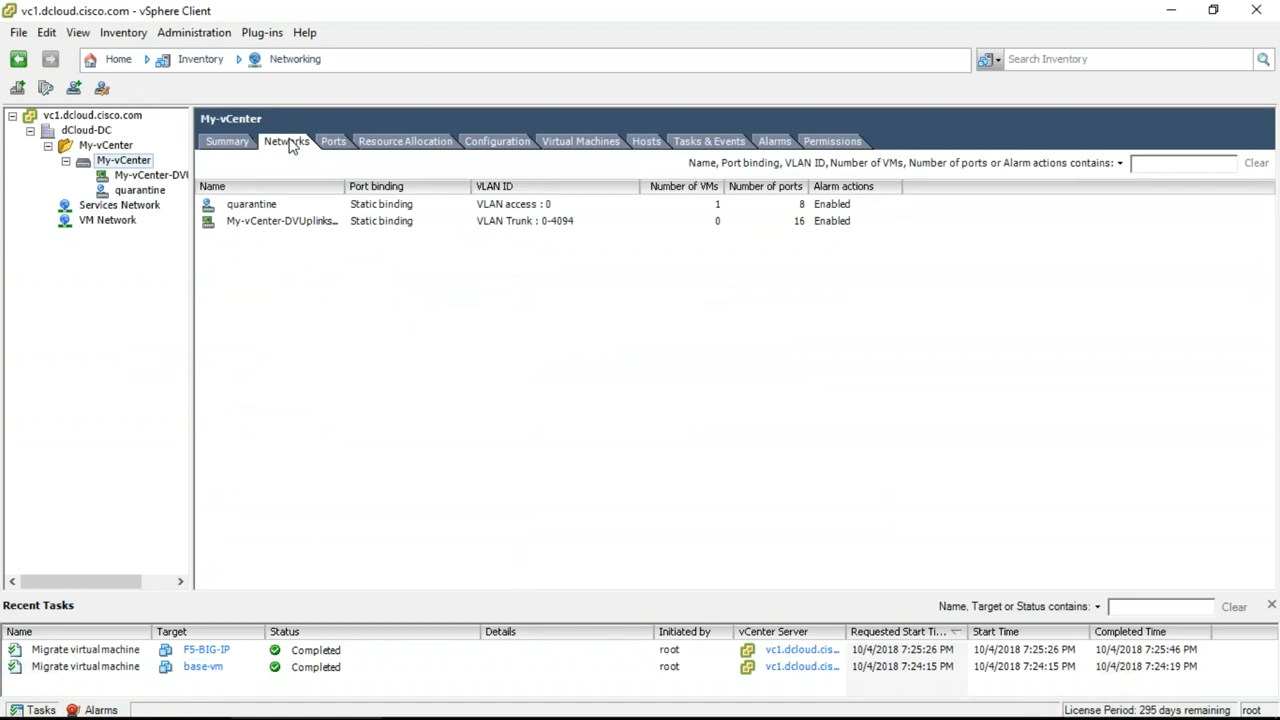 vc1.dcloud.cisco.com - vSphere Client
File Edit View Inventory Administration Plug-ins Help
Home Inventory Networking Search Inventory
vc1.dcloud.cisco.com
dCloud-DC
My-vCenter
My-vCenter
My-vCenter-DVU
quarantine
Services Network
VM Network
My-vCenter
Summary Networks Ports Resource Allocation Configuration Virtual Machines Hosts Tasks & Events Alarms Permissions
Name, Port binding, VLAN ID, Number of VMs, Number of ports or Alarm actions contains: Clear
Name Port binding VLAN ID Number of VMs Number of ports Alarm actions
quarantine Static binding VLAN access : 0 1 8 Enabled
My-vCenter-DVUplinks... Static binding VLAN Trunk : 0-4094 0 16 Enabled
Recent Tasks Name, Target or Status contains: Clear
Name Target Status Details Initiated by vCenter Server Requested Start Ti... Start Time Completed Time
Migrate virtual machine F5-BIG-IP Completed root vc1.dcloud.cis... 10/4/2018 7:25:26 PM 10/4/2018 7:25:26 PM 10/4/2018 7:25:46 PM
Migrate virtual machine base-vm Completed root vc1.dcloud.cis... 10/4/2018 7:24:15 PM 10/4/2018 7:24:15 PM 10/4/2018 7:24:19 PM
Tasks Alarms License Period: 295 days remaining root